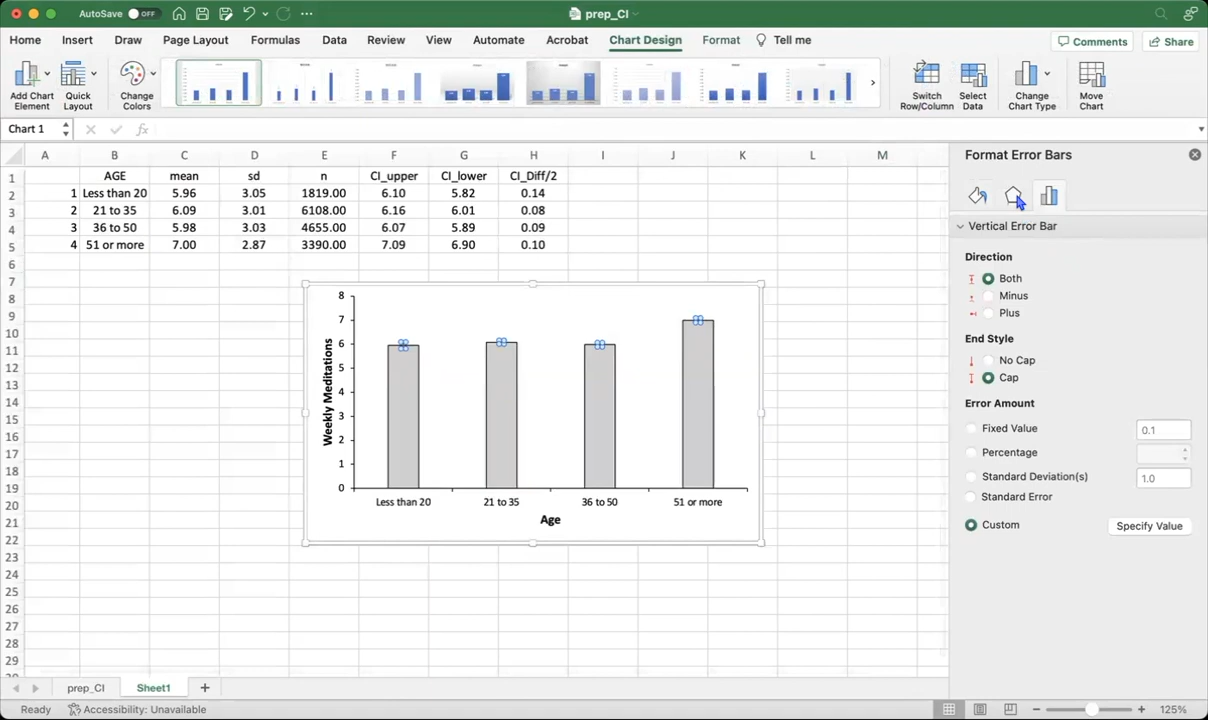 AutoSave OFF prep_CI
Home Insert Draw Page Layout Formulas Data Review View Automate Acrobat Chart Design Format Tell me Comments Share
Add Chart Element
Quick Layout
Change Colors
Switch Row/Column
Select Data
Change Chart Type
Move Chart
Chart 1 fx
A B C D E F G H I J K L M
1 AGE mean sd n CI_upper CI_lower CI_Diff/2
2 1 Less than 20 5.96 3.05 1819.00 6.10 5.82 0.14
3 2 21 to 35 6.09 3.01 6108.00 6.16 6.01 0.08
4 3 36 to 50 5.98 3.03 4655.00 6.07 5.89 0.09
5 4 51 or more 7.00 2.87 3390.00 7.09 6.90 0.10
6
7
8
9
10
11
12
13
14
15
16
17
18
19
20
21
22
23
24
25
26
27
28
29
8
7
6
5
4
3
2
1
0
Weekly Meditations
Less than 20 21 to 35 36 to 50 51 or more
Age
Format Error Bars
Vertical Error Bar
Direction
Both
Minus
Plus
End Style
No Cap
Cap
Error Amount
Fixed Value 0.1
Percentage
Standard Deviation(s) 1.0
Standard Error
Custom Specify Value
prep_CI Sheet1
Ready Accessibility: Unavailable 125%